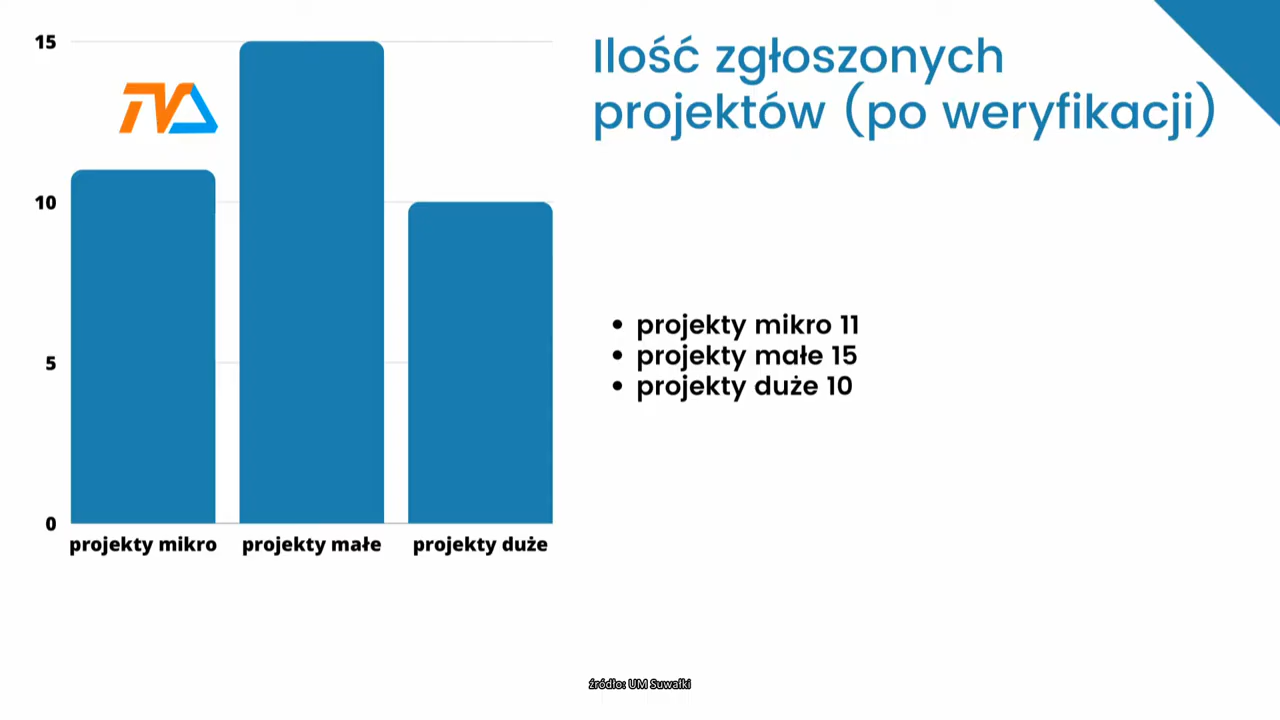 Ilość zgłoszonych
projektów (po weryfikacji)
15
TVA
10
5
0
projekty mikro
projekty małe
projekty duże
projekty mikro 11
projekty małe 15
projekty duże 10
źródło: UM Suwałki